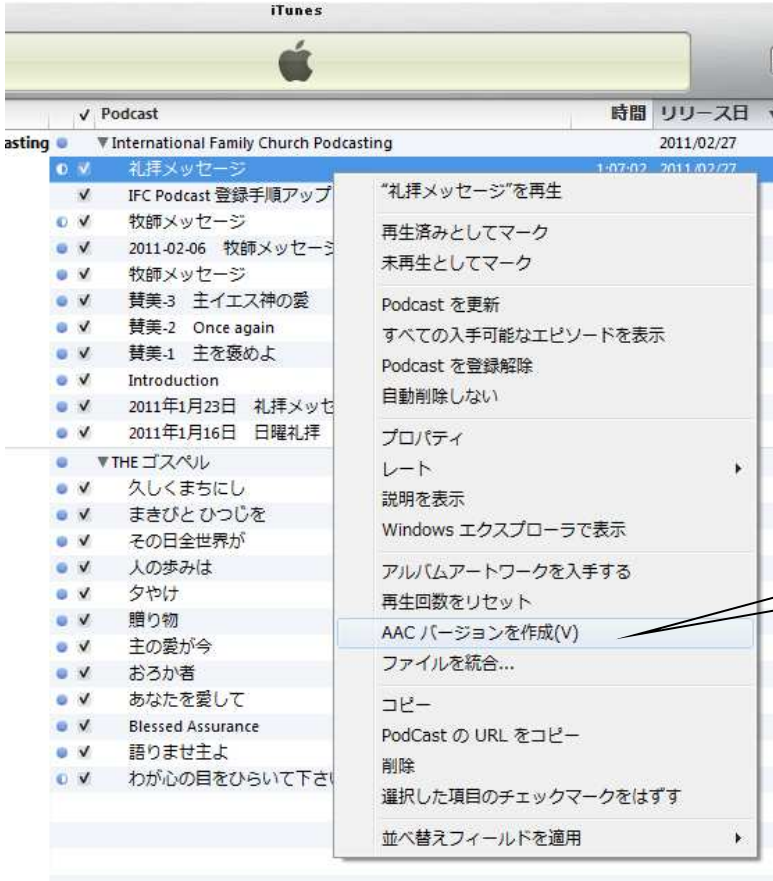 iTunes
Podcast 時間 リリース日
asting International Family Church Podcasting 2011/02/27
礼拝メッセージ 1:07:02 2011/02/27
IFC Podcast 登録手順アップ
牧師メッセージ
2011-02-06 牧師メッセージ
牧師メッセージ
賛美-3 主イエス神の愛
賛美-2 Once again
賛美-1 主を褒めよ
Introduction
2011年1月23日 礼拝メッセ
2011年1月16日 日曜礼拝
THE ゴスペル
久しくまちにし
まきびと ひつじを
その日全世界が
人の歩みは
夕やけ
贈り物
主の愛が今
おろか者
あなたを愛して
Blessed Assurance
語りませ主よ
わが心の目をひらいて下さい
“礼拝メッセージ”を再生
再生済みとしてマーク
未再生としてマーク
Podcast を更新
すべての入手可能なエピソードを表示
Podcast を登録解除
自動削除しない
プロパティ
レート
説明を表示
Windows エクスプローラで表示
アルバムアートワークを入手する
再生回数をリセット
AAC バージョンを作成(V)
ファイルを統合...
コピー
PodCast の URL をコピー
削除
選択した項目のチェックマークをはずす
並べ替えフィールドを適用